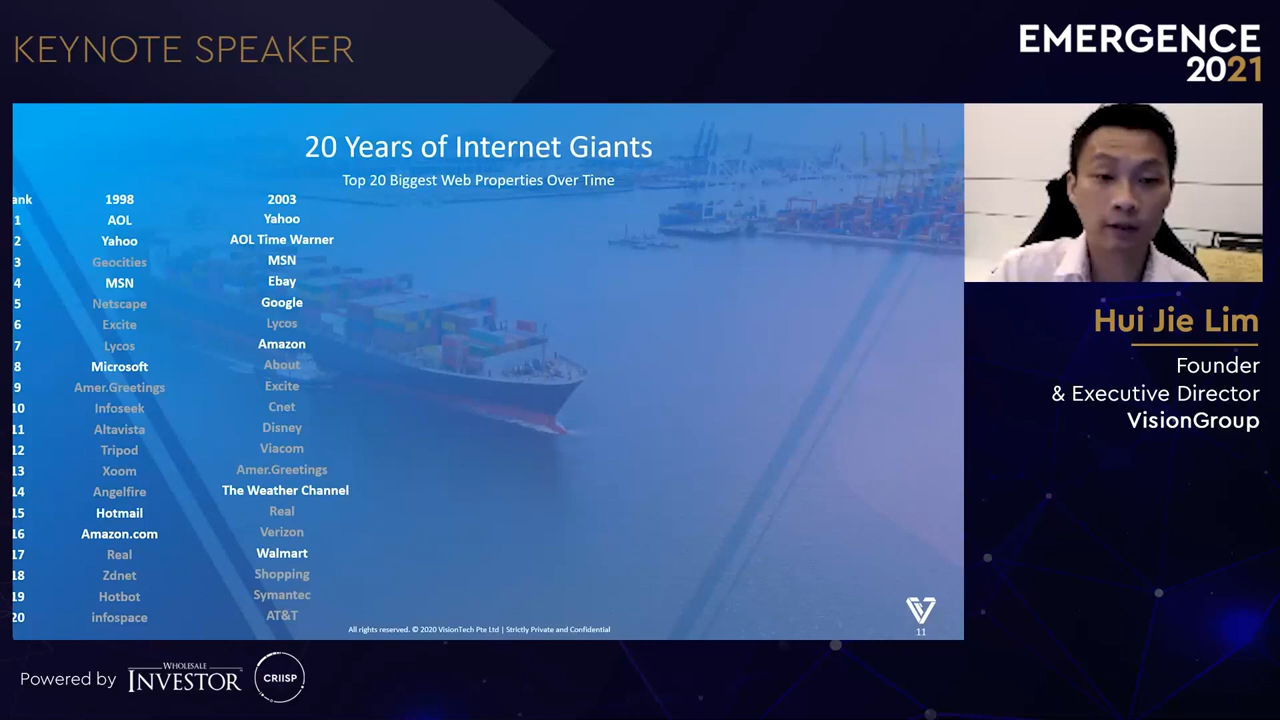 KEYNOTE SPEAKER
EMERGENCE
2021
20 Years of Internet Giants
Top 20 Biggest Web Properties Over Time
ank 1998 2003
1 AOL Yahoo
2 Yahoo AOL Time Warner
3 Geocities MSN
4 MSN Ebay
5 Netscape Google
6 Excite Lycos
7 Lycos Amazon
8 Microsoft About
9 Amer.Greetings Excite
10 Infoseek Cnet
11 Altavista Disney
12 Tripod Viacom
13 Xoom Amer.Greetings
14 Angelfire The Weather Channel
15 Hotmail Real
16 Amazon.com Verizon
17 Real Walmart
18 Zdnet Shopping
19 Hotbot Symantec
20 infospace AT&T
All rights reserved. © 2020 VisionTech Pte Ltd | Strictly Private and Confidential
11
Hui Jie Lim
Founder
& Executive Director
VisionGroup
Powered by
WHOLESALE
INVESTOR
CRIISP